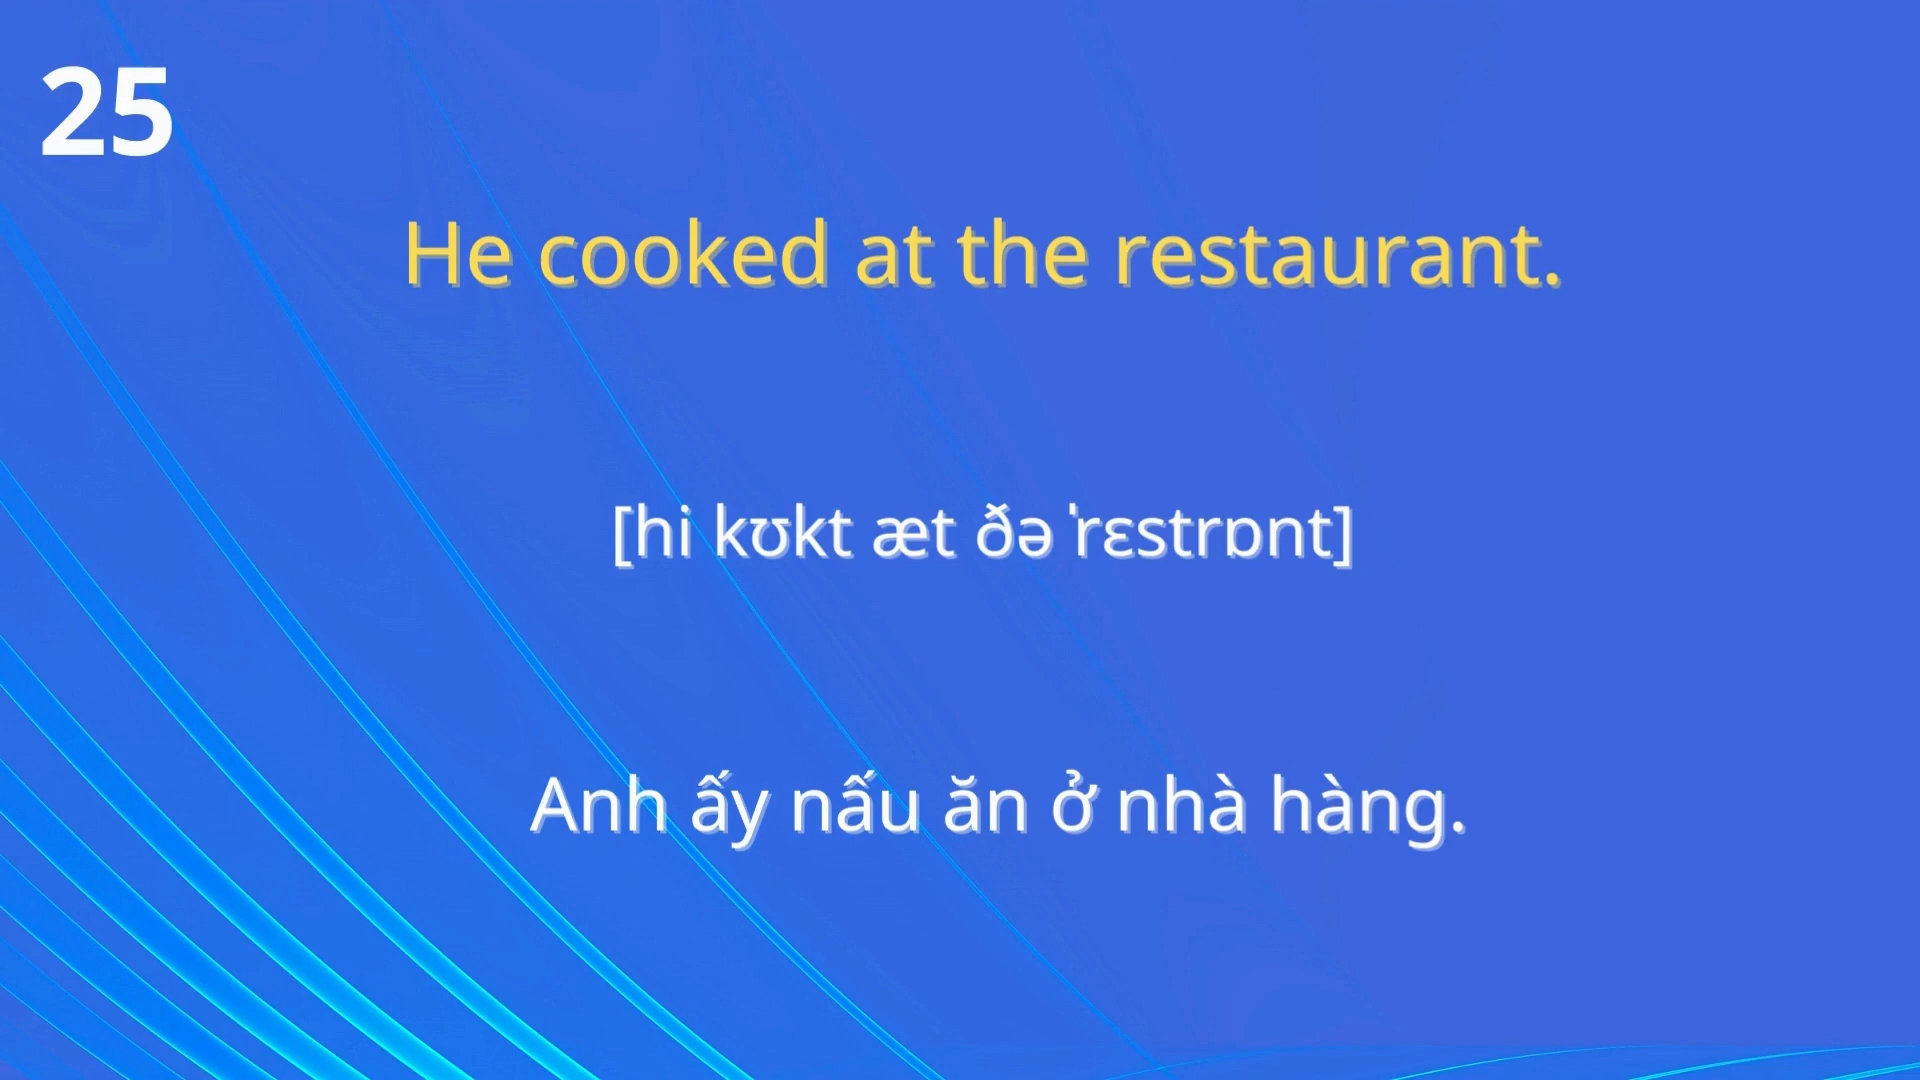 25
He cooked at the restaurant.
[hi kʊkt æt ðə ˈrɛstrɒnt]
Anh ấy nấu ăn ở nhà hàng.